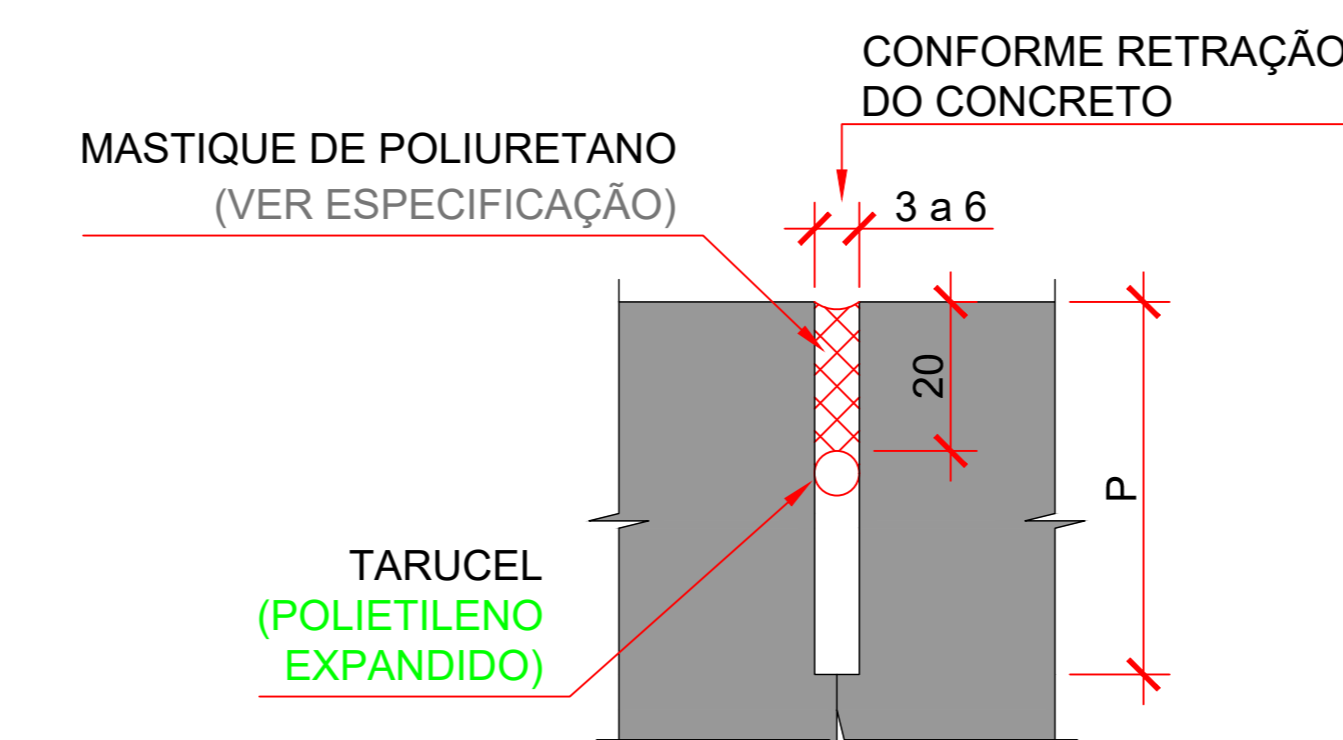 CONFORME RETRAÇÃO
DO CONCRETO
MASTIQUE DE POLIURETANO
(VER ESPECIFICAÇÃO)
3 a 6
20
P
TARUCEL
(POLIETILENO
EXPANDIDO)